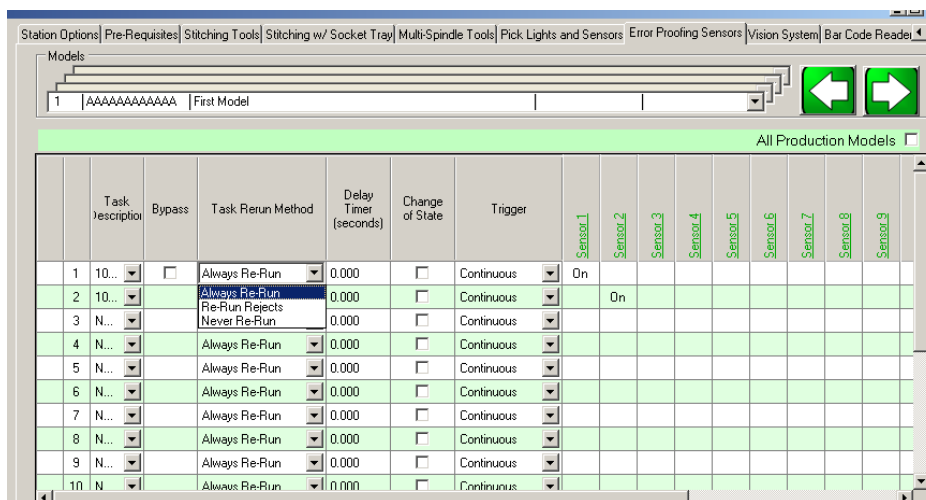 Station Options Pre-Requisites Stitching Tools Stitching w/ Socket Tray Multi-Spindle Tools Pick Lights and Sensors Error Proofing Sensors Vision System Bar Code Reader
Models
1 AAAAAAAAAAAA First Model
All Production Models
Task Description Bypass Task Rerun Method Delay Timer (seconds) Change of State Trigger Sensor 1 Sensor 2 Sensor 3 Sensor 4 Sensor 5 Sensor 6 Sensor 7 Sensor 8 Sensor 9
1 10... Always Re-Run 0.000 Continuous On
2 10... Always Re-Run 0.000 Continuous On
Re-Run Rejects
3 N... Never Re-Run 0.000 Continuous
4 N... Always Re-Run 0.000 Continuous
5 N... Always Re-Run 0.000 Continuous
6 N... Always Re-Run 0.000 Continuous
7 N... Always Re-Run 0.000 Continuous
8 N... Always Re-Run 0.000 Continuous
9 N... Always Re-Run 0.000 Continuous
10 N Always Re-Run 0.000 Continuous